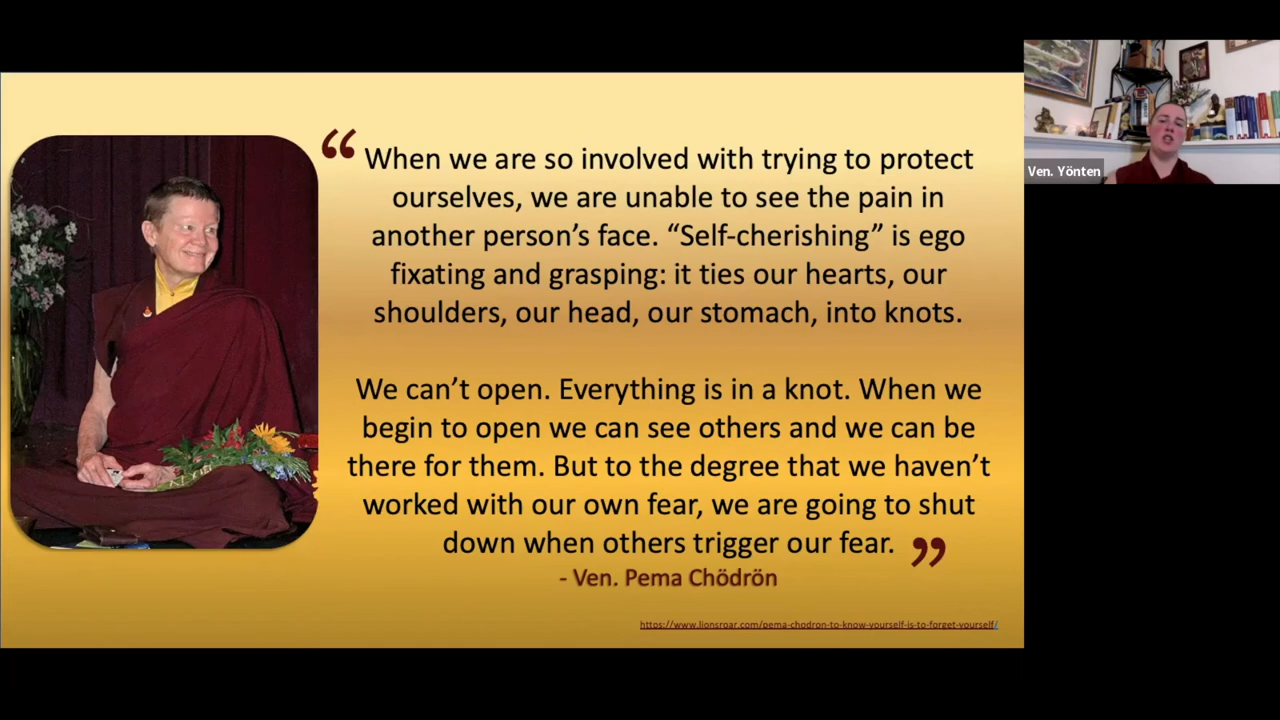 “ When we are so involved with trying to protect
ourselves, we are unable to see the pain in
another person’s face. “Self-cherishing” is ego
fixating and grasping: it ties our hearts, our
shoulders, our head, our stomach, into knots.
We can’t open. Everything is in a knot. When we
begin to open we can see others and we can be
there for them. But to the degree that we haven’t
worked with our own fear, we are going to shut
down when others trigger our fear. ”
- Ven. Pema Chödrön
https://www.lionsroar.com/pema-chodron-to-know-yourself-is-to-forget-yourself/
Ven. Yönten